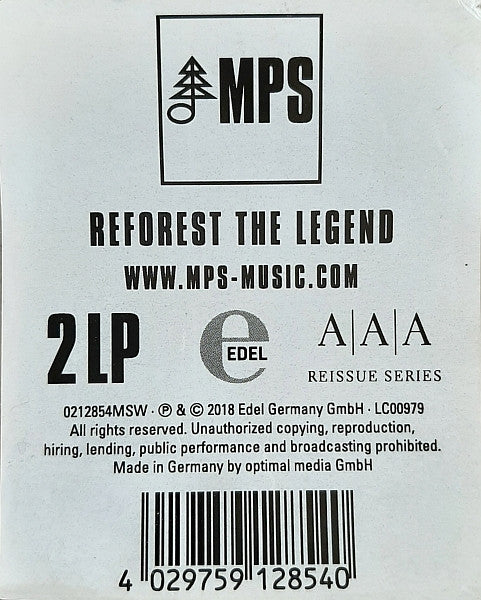 MPS
REFOREST THE LEGEND
WWW.MPS-MUSIC.COM
2LP
e EDEL
A|A|A
REISSUE SERIES
0212854MSW · ℗ & © 2018 Edel Germany GmbH · LC00979
All rights reserved. Unauthorized copying, reproduction,
hiring, lending, public performance and broadcasting prohibited.
Made in Germany by optimal media GmbH
4 029759 128540